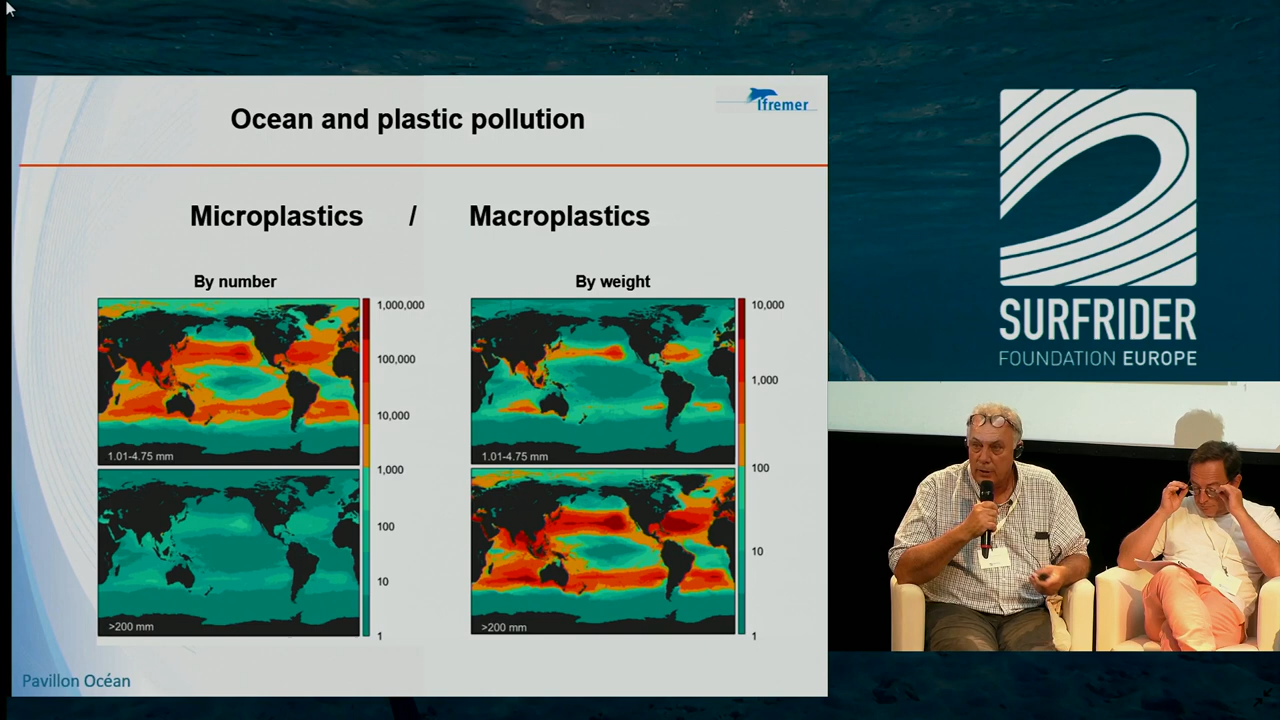 Ocean and plastic pollution
Ifremer
Microplastics / Macroplastics
By number
By weight
1,000,000
100,000
10,000
1,000
100
10
1
10,000
1,000
100
10
1
1.01-4.75 mm
1.01-4.75 mm
>200 mm
>200 mm
Pavillon Océan
SURFRIDER
FOUNDATION EUROPE